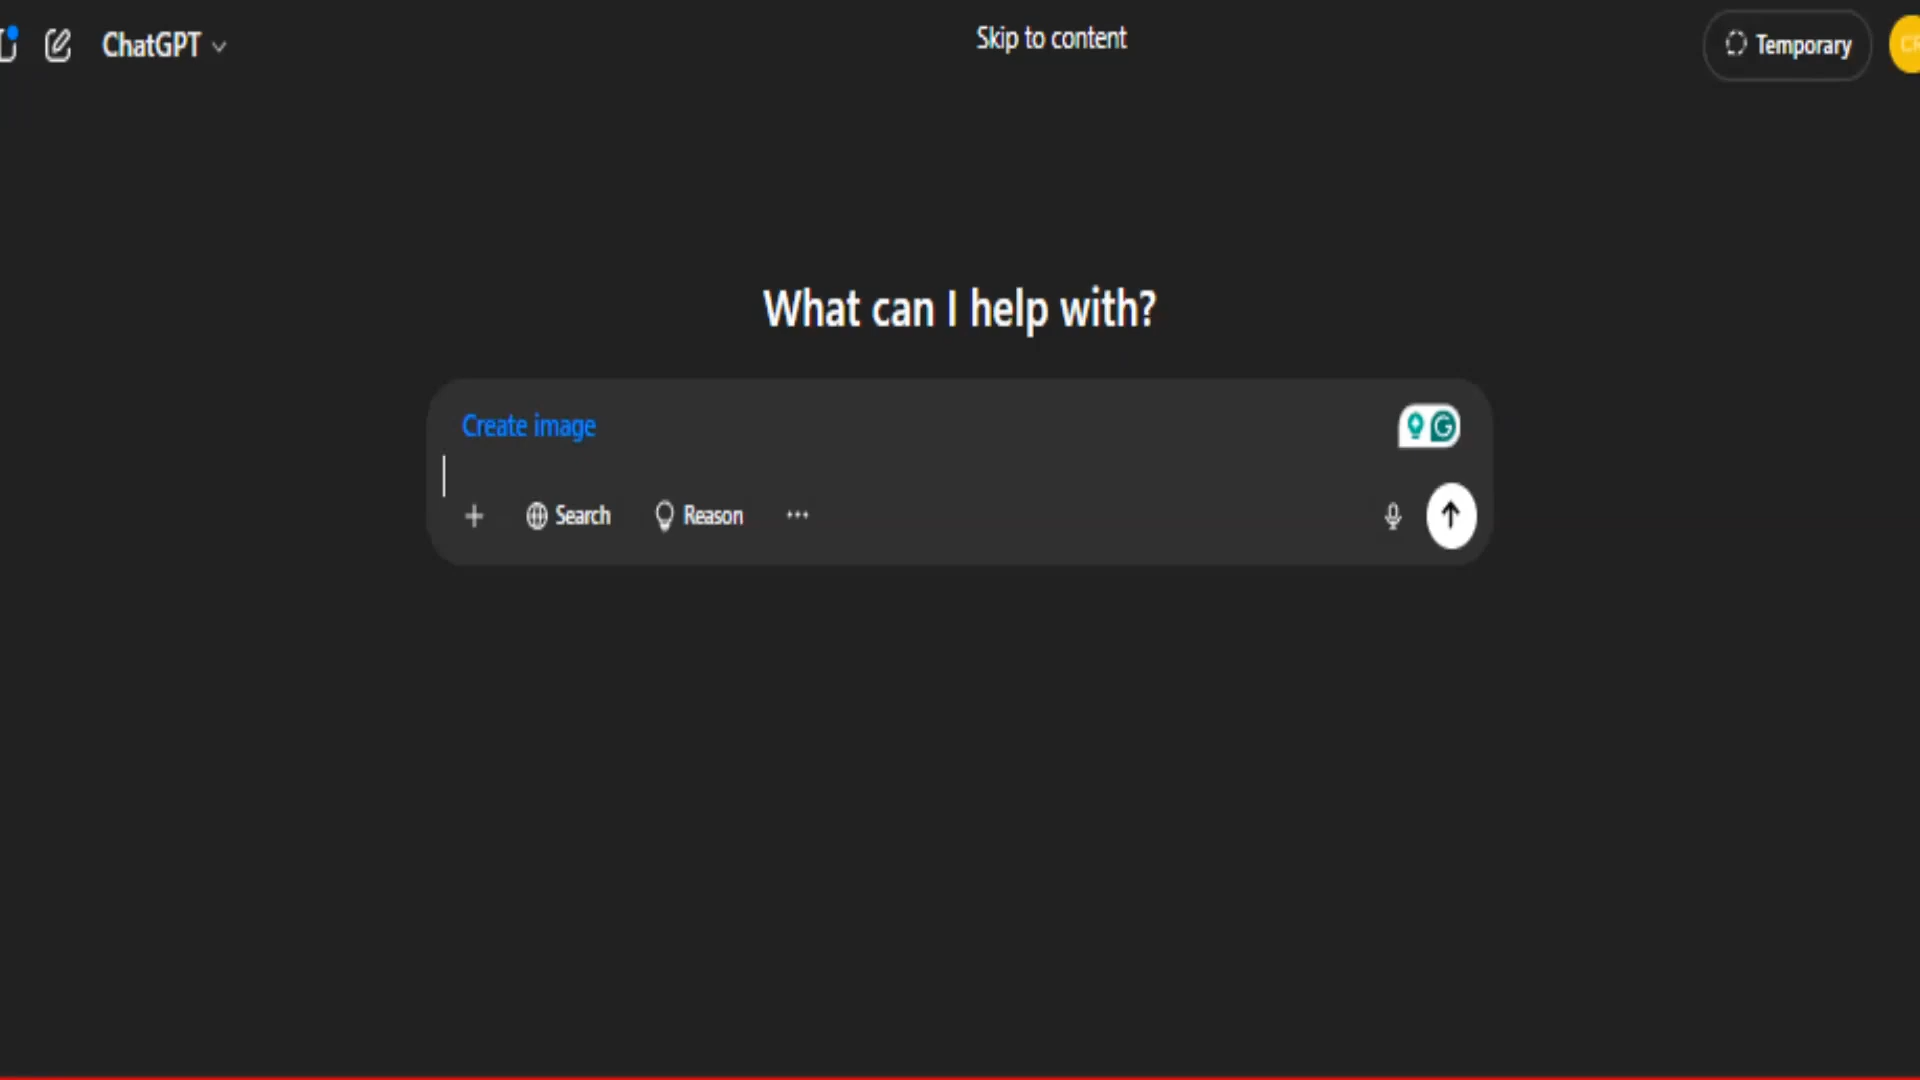 ChatGPT
Skip to content
Temporary
What can I help with?
Create image
Search
Reason